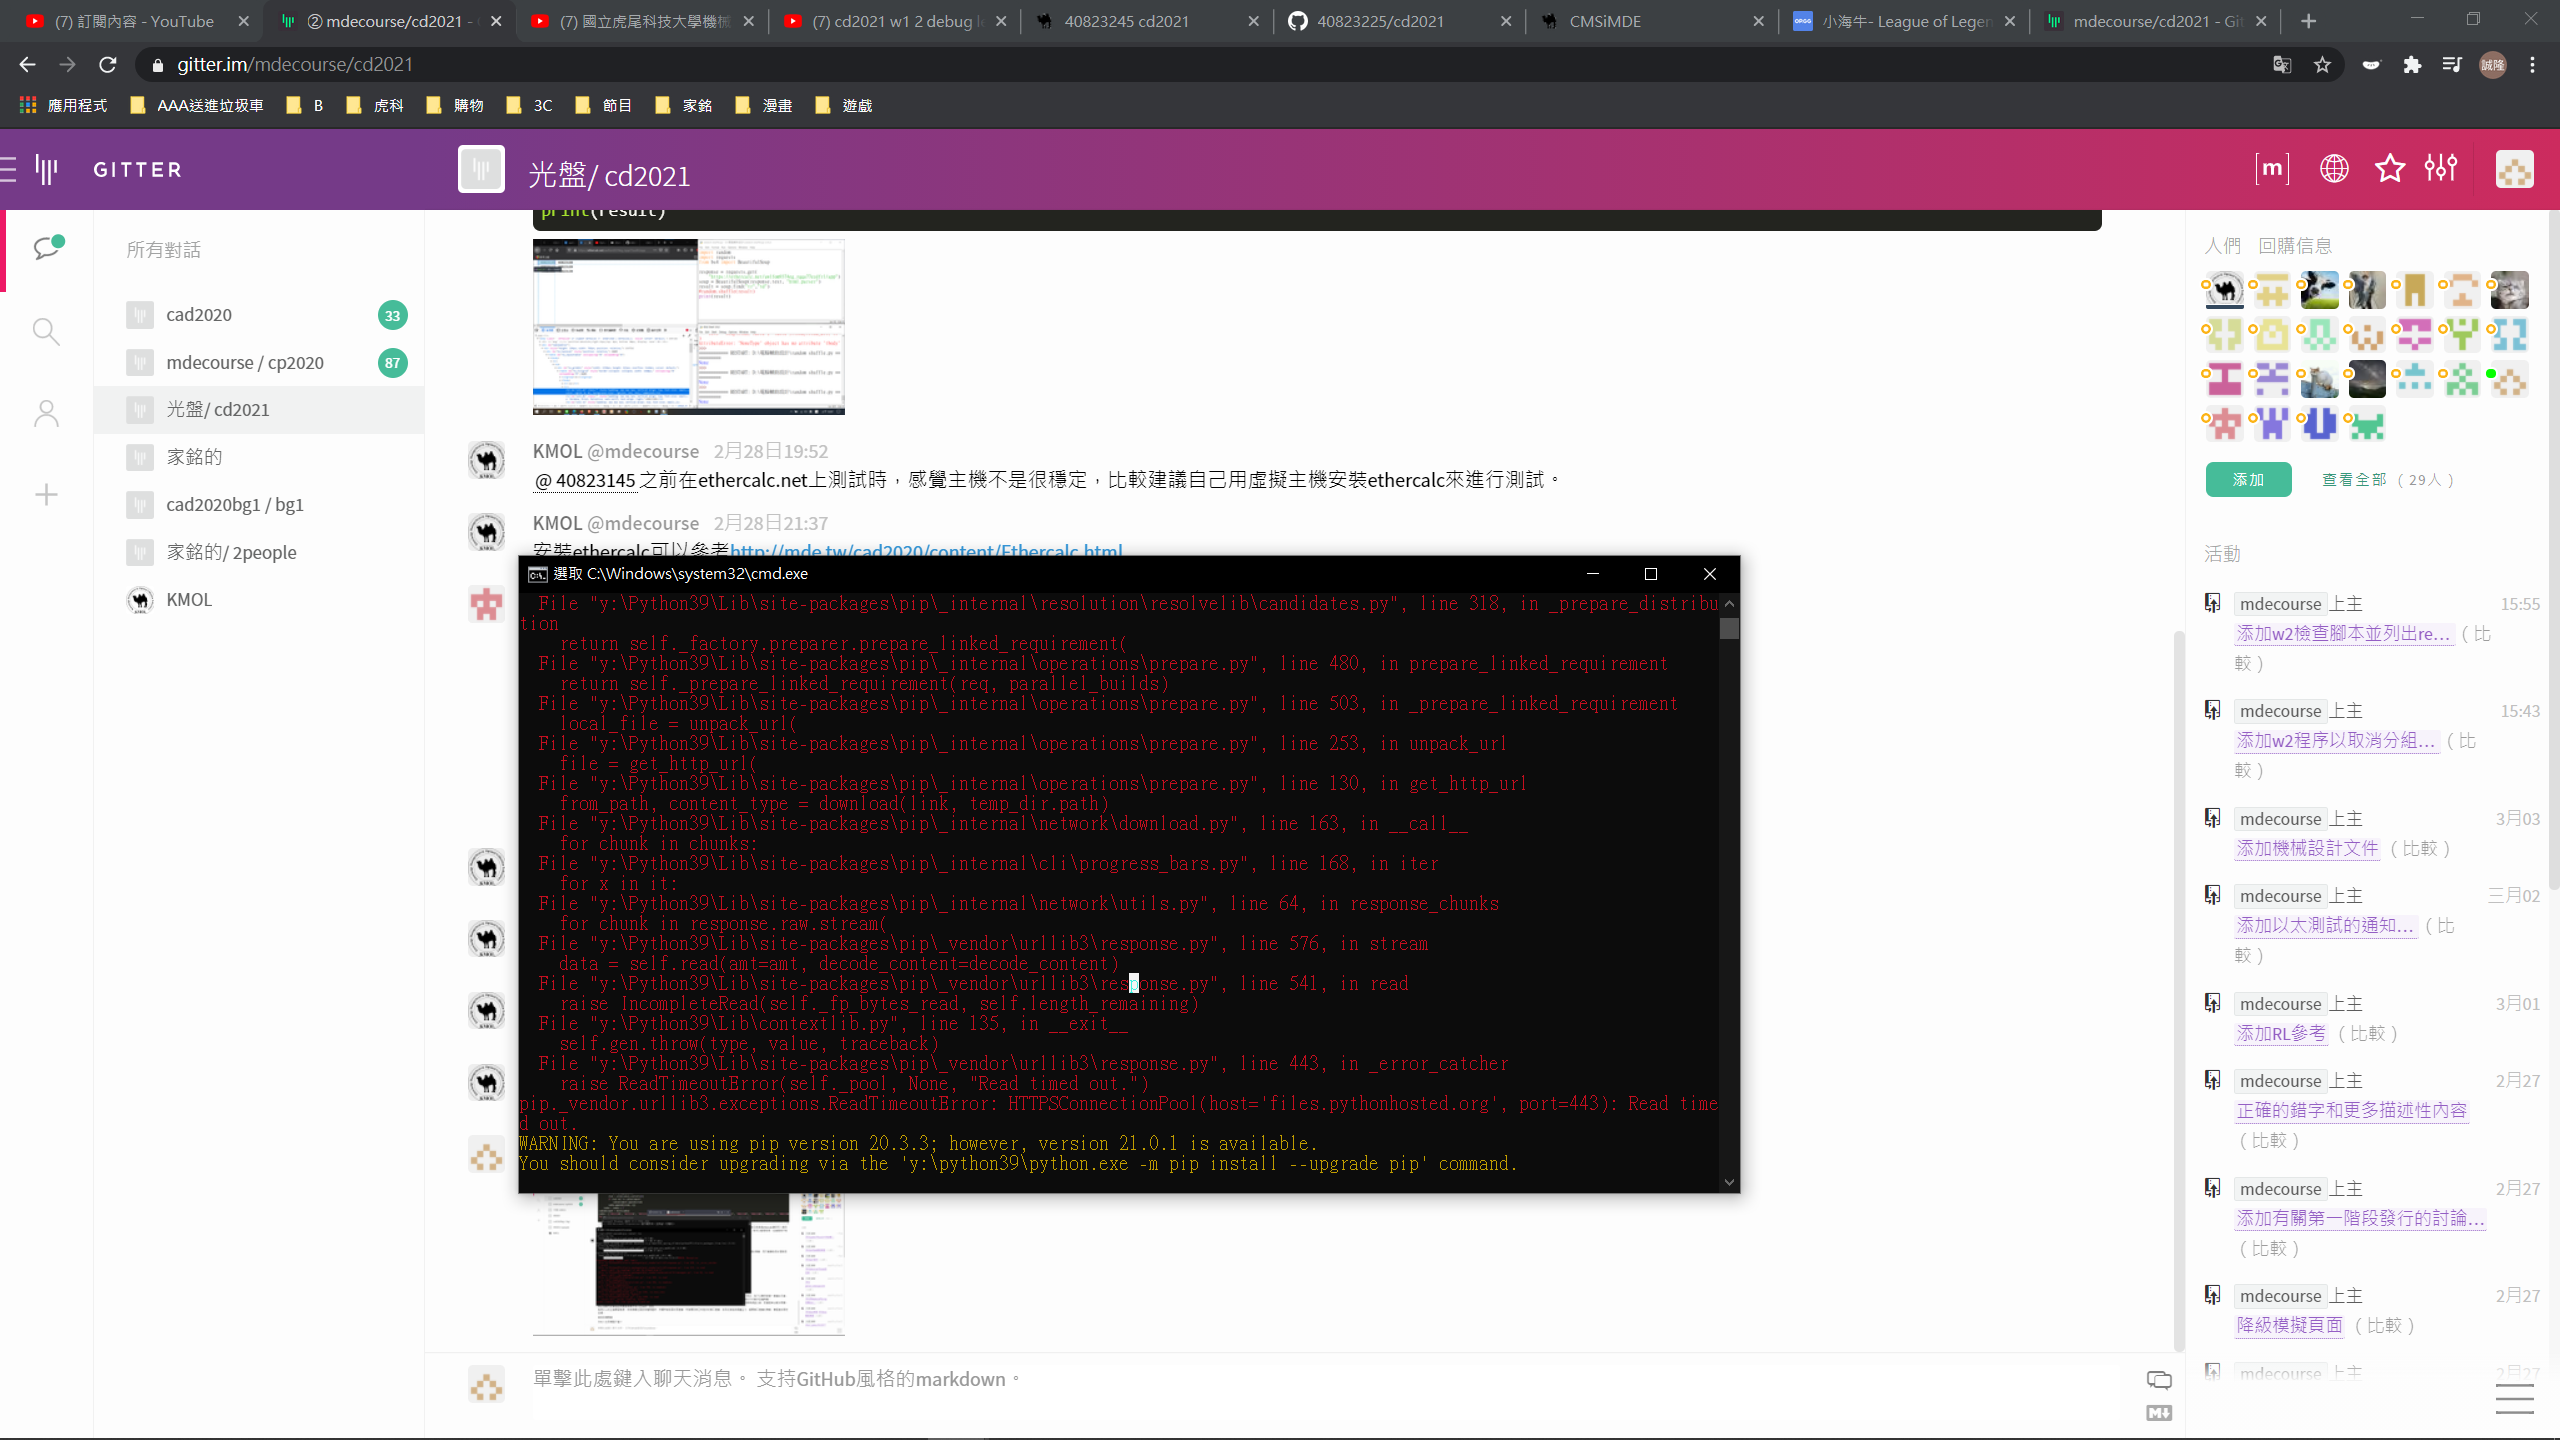 (7) 訂閱內容 - YouTube
② mdecourse/cd2021 -
(7) 國立虎尾科技大學機械
(7) cd2021 w1 2 debug le
40823245 cd2021
40823225/cd2021
CMSiMDE
小海牛- League of Legen
mdecourse/cd2021 - Git
gitter.im/mdecourse/cd2021
誠隆
應用程式
AAA送進垃圾車
B
虎科
購物
3C
節目
家銘
漫畫
遊戲
GITTER
光盤/ cd2021
[m]
所有對話
cad2020
33
mdecourse / cp2020
87
光盤/ cd2021
家銘的
cad2020bg1 / bg1
家銘的/ 2people
KMOL
print(result)
KMOL @mdecourse 2月28日19:52
@ 40823145 之前在ethercalc.net上測試時，感覺主機不是很穩定，比較建議自己用虛擬主機安裝ethercalc來進行測試。
KMOL @mdecourse 2月28日21:37
安裝ethercalc可以參考http://mde.tw/cad2020/content/Ethercalc.html
選取 C:\Windows\system32\cmd.exe
File "y:\Python39\Lib\site-packages\pip\_internal\resolution\resolvelib\candidates.py", line 318, in _prepare_distribu
tion
return self._factory.preparer.prepare_linked_requirement(
File "y:\Python39\Lib\site-packages\pip\_internal\operations\prepare.py", line 480, in prepare_linked_requirement
return self._prepare_linked_requirement(req, parallel_builds)
File "y:\Python39\Lib\site-packages\pip\_internal\operations\prepare.py", line 503, in _prepare_linked_requirement
local_file = unpack_url(
File "y:\Python39\Lib\site-packages\pip\_internal\operations\prepare.py", line 253, in unpack_url
file = get_http_url(
File "y:\Python39\Lib\site-packages\pip\_internal\operations\prepare.py", line 130, in get_http_url
from_path, content_type = download(link, temp_dir.path)
File "y:\Python39\Lib\site-packages\pip\_internal\network\download.py", line 163, in __call__
for chunk in chunks:
File "y:\Python39\Lib\site-packages\pip\_internal\cli\progress_bars.py", line 168, in iter
for x in it:
File "y:\Python39\Lib\site-packages\pip\_internal\network\utils.py", line 64, in response_chunks
for chunk in response.raw.stream(
File "y:\Python39\Lib\site-packages\pip\_vendor\urllib3\response.py", line 576, in stream
data = self.read(amt=amt, decode_content=decode_content)
File "y:\Python39\Lib\site-packages\pip\_vendor\urllib3\response.py", line 541, in read
raise IncompleteRead(self._fp_bytes_read, self.length_remaining)
File "y:\Python39\Lib\contextlib.py", line 135, in __exit__
self.gen.throw(type, value, traceback)
File "y:\Python39\Lib\site-packages\pip\_vendor\urllib3\response.py", line 443, in _error_catcher
raise ReadTimeoutError(self._pool, None, "Read timed out.")
pip._vendor.urllib3.exceptions.ReadTimeoutError: HTTPSConnectionPool(host='files.pythonhosted.org', port=443): Read time
d out.
WARNING: You are using pip version 20.3.3; however, version 21.0.1 is available.
You should consider upgrading via the 'y:\python39\python.exe -m pip install --upgrade pip' command.
單擊此處鍵入聊天消息。 支持GitHub風格的markdown。
人們 回購信息
添加
查看全部 ( 29人 )
活動
mdecourse 上主 15:55
添加w2檢查腳本並列出re… ( 比
較 )
mdecourse 上主 15:43
添加w2程序以取消分組… ( 比
較 )
mdecourse 上主 3月03
添加機械設計文件 ( 比較 )
mdecourse 上主 三月02
添加以太測試的通知… ( 比
較 )
mdecourse 上主 3月01
添加RL參考 ( 比較 )
mdecourse 上主 2月27
正確的錯字和更多描述性內容
( 比較 )
mdecourse 上主 2月27
添加有關第一階段發行的討論…
( 比較 )
mdecourse 上主 2月27
降級模擬頁面 ( 比較 )
mdecourse 上主 2月27